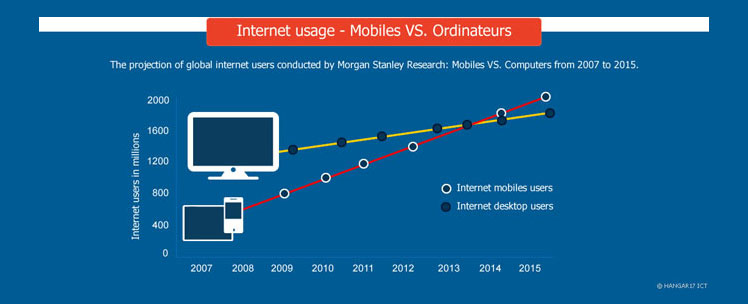 Internet usage - Mobiles VS. Ordinateurs
The projection of global internet users conducted by Morgan Stanley Research: Mobiles VS. Computers from 2007 to 2015.
Internet users in millions
2000
1600
1200
800
400
0
Internet mobiles users
Internet desktop users
2007 2008 2009 2010 2011 2012 2013 2014 2015
@ HANGAR17 ICT